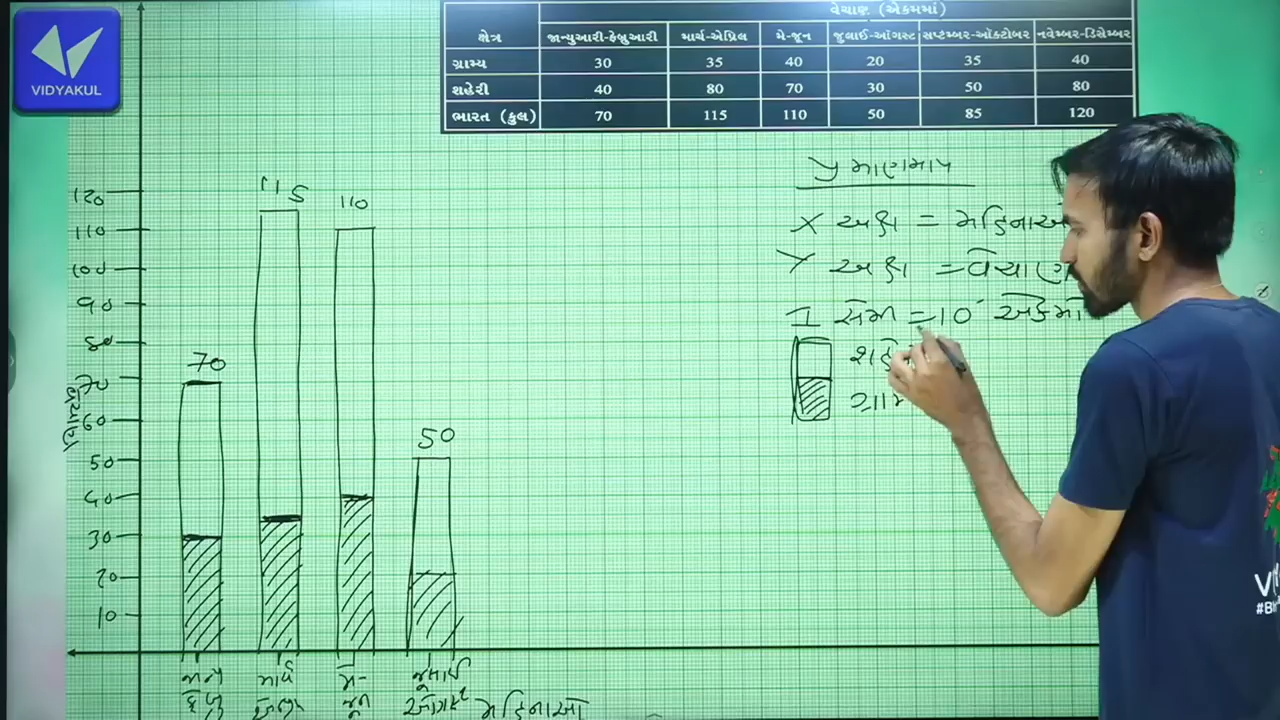 VIDYAKUL
વેચાણ (એકમમાં)
ક્ષેત્ર જાન્યુઆરી-ફેબ્રુઆરી માર્ચ-એપ્રિલ મે-જૂન જુલાઈ-ઑગસ્ટ સપ્ટેમ્બર-ઑક્ટોબર નવેમ્બર-ડિસેમ્બર
ગ્રામ્ય 30 35 40 20 35 40
શહેરી 40 80 70 30 50 80
ભારત (કુલ) 70 115 110 50 85 120
પ્રમાણમાપ
X અક્ષ = મહિનાઓ
Y અક્ષ = વેચાણ
1 સેમી = 10 એકમો
120
110
100
90
80
70
60
50
40
30
20
10
70
115
110
50
વેચાણ
માર્ચ
મે-
જૂન
જુલાઈ
ઓગસ્ટ
મહિનાઓ